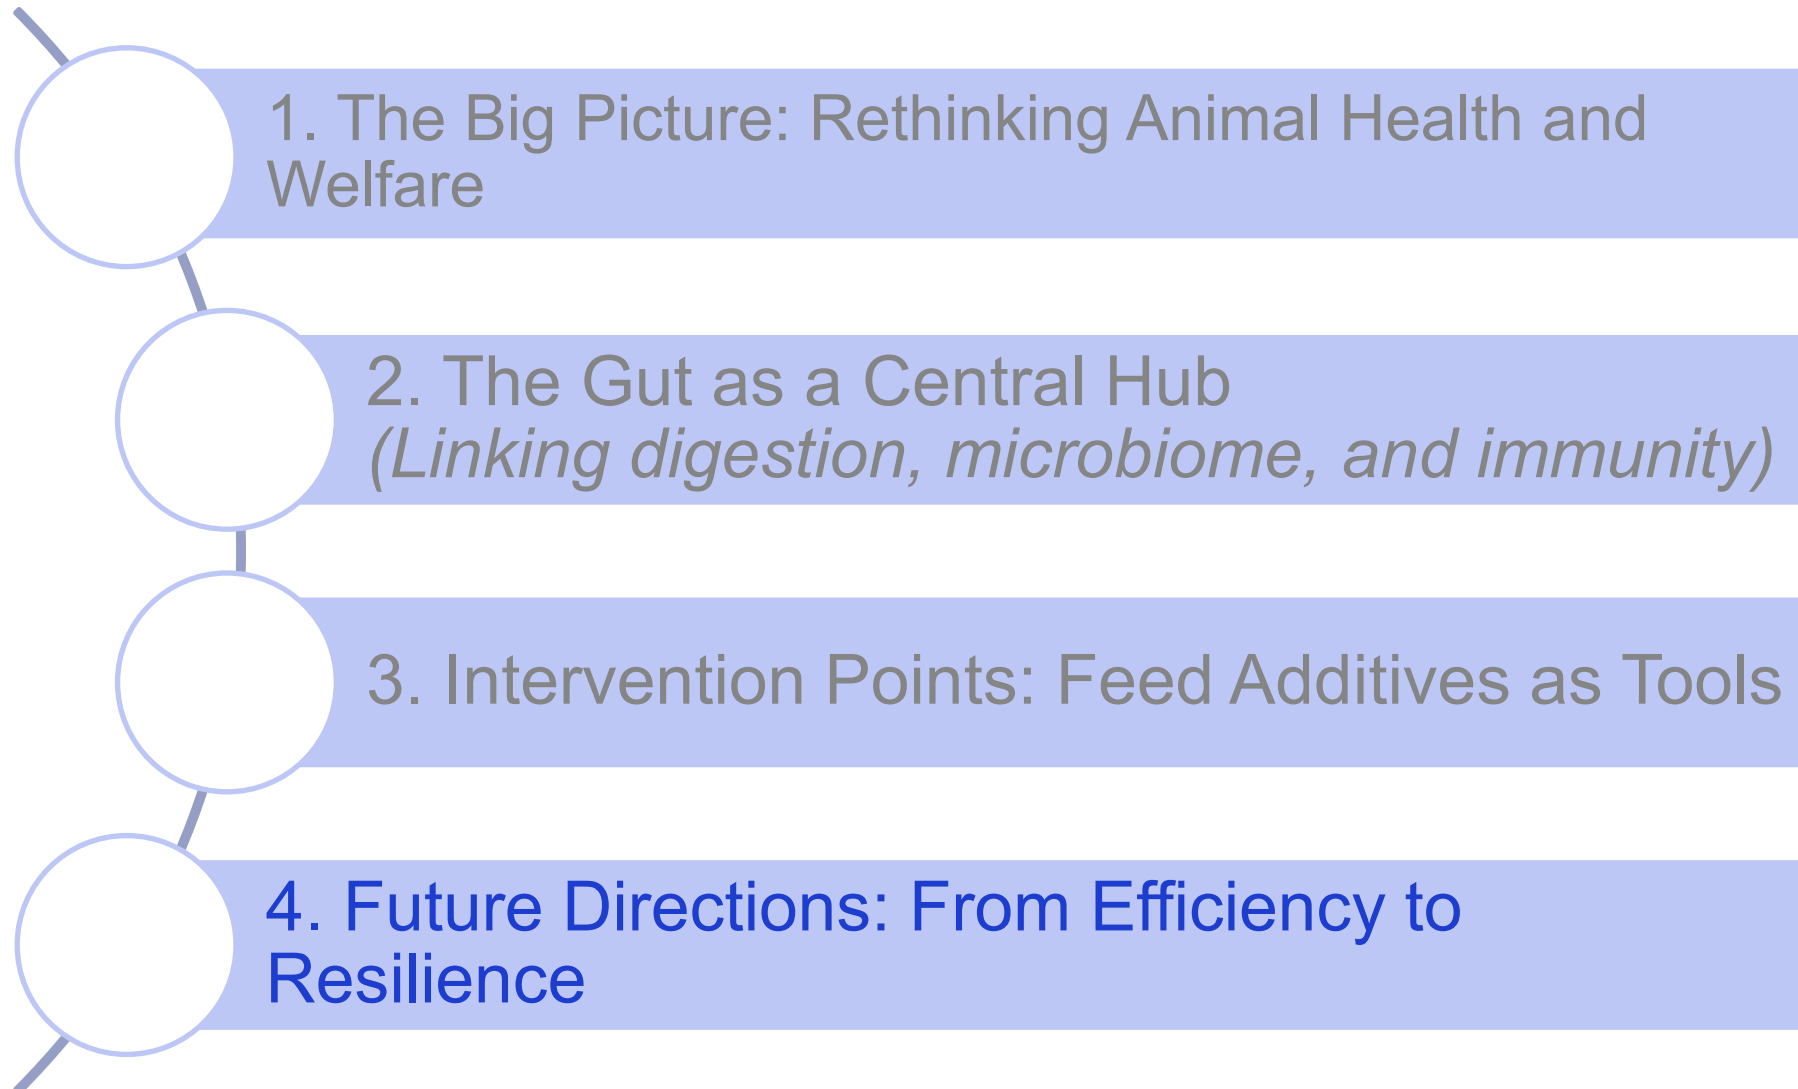 1. The Big Picture: Rethinking Animal Health and
Welfare
2. The Gut as a Central Hub
(Linking digestion, microbiome, and immunity)
3. Intervention Points: Feed Additives as Tools
4. Future Directions: From Efficiency to
Resilience